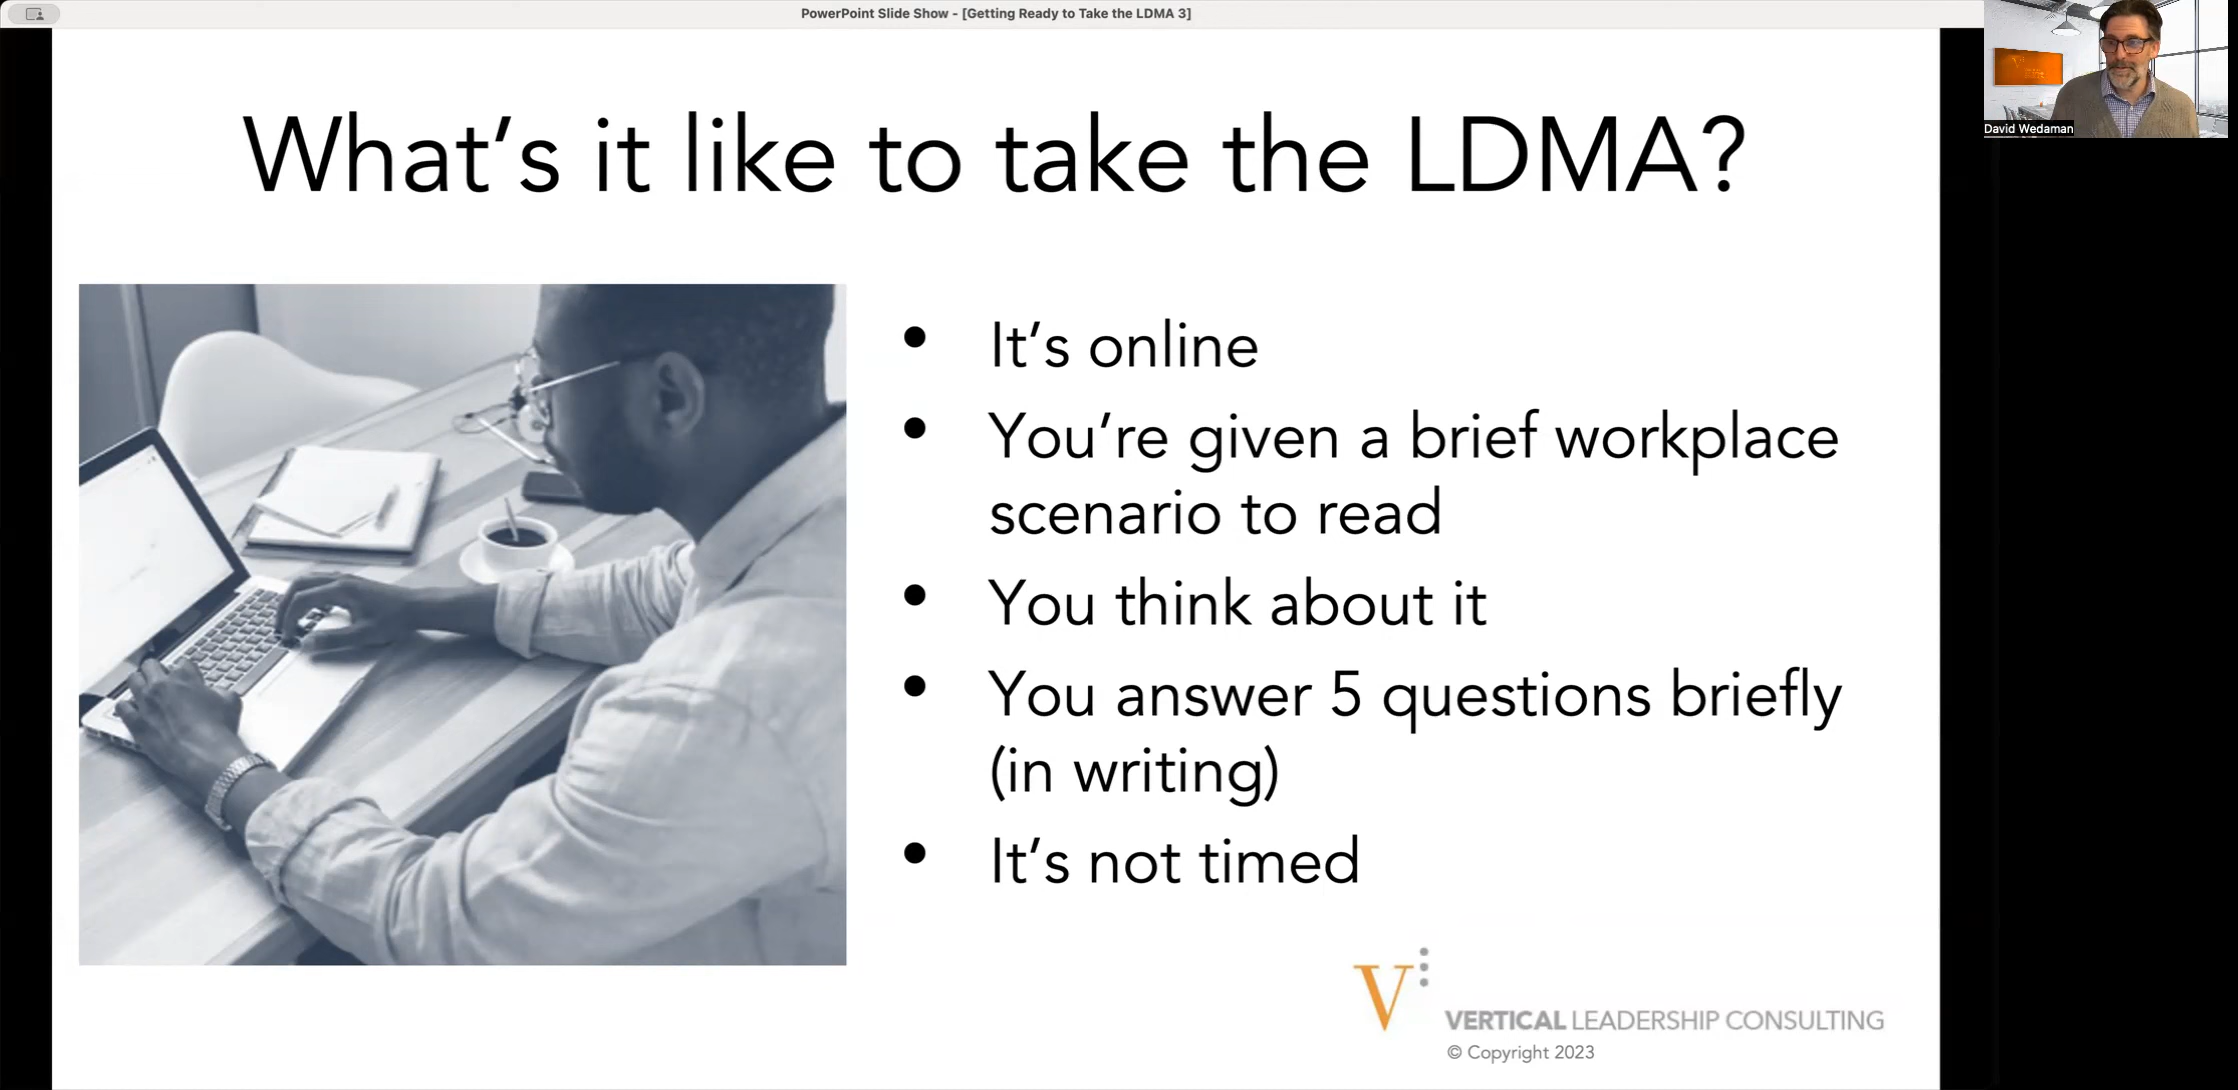 PowerPoint Slide Show - [Getting Ready to Take the LDMA 3]
David Wedaman
What's it like to take the LDMA?
• It's online
• You're given a brief workplace
scenario to read
• You think about it
• You answer 5 questions briefly
(in writing)
• It's not timed
V
VERTICAL LEADERSHIP CONSULTING
© Copyright 2023